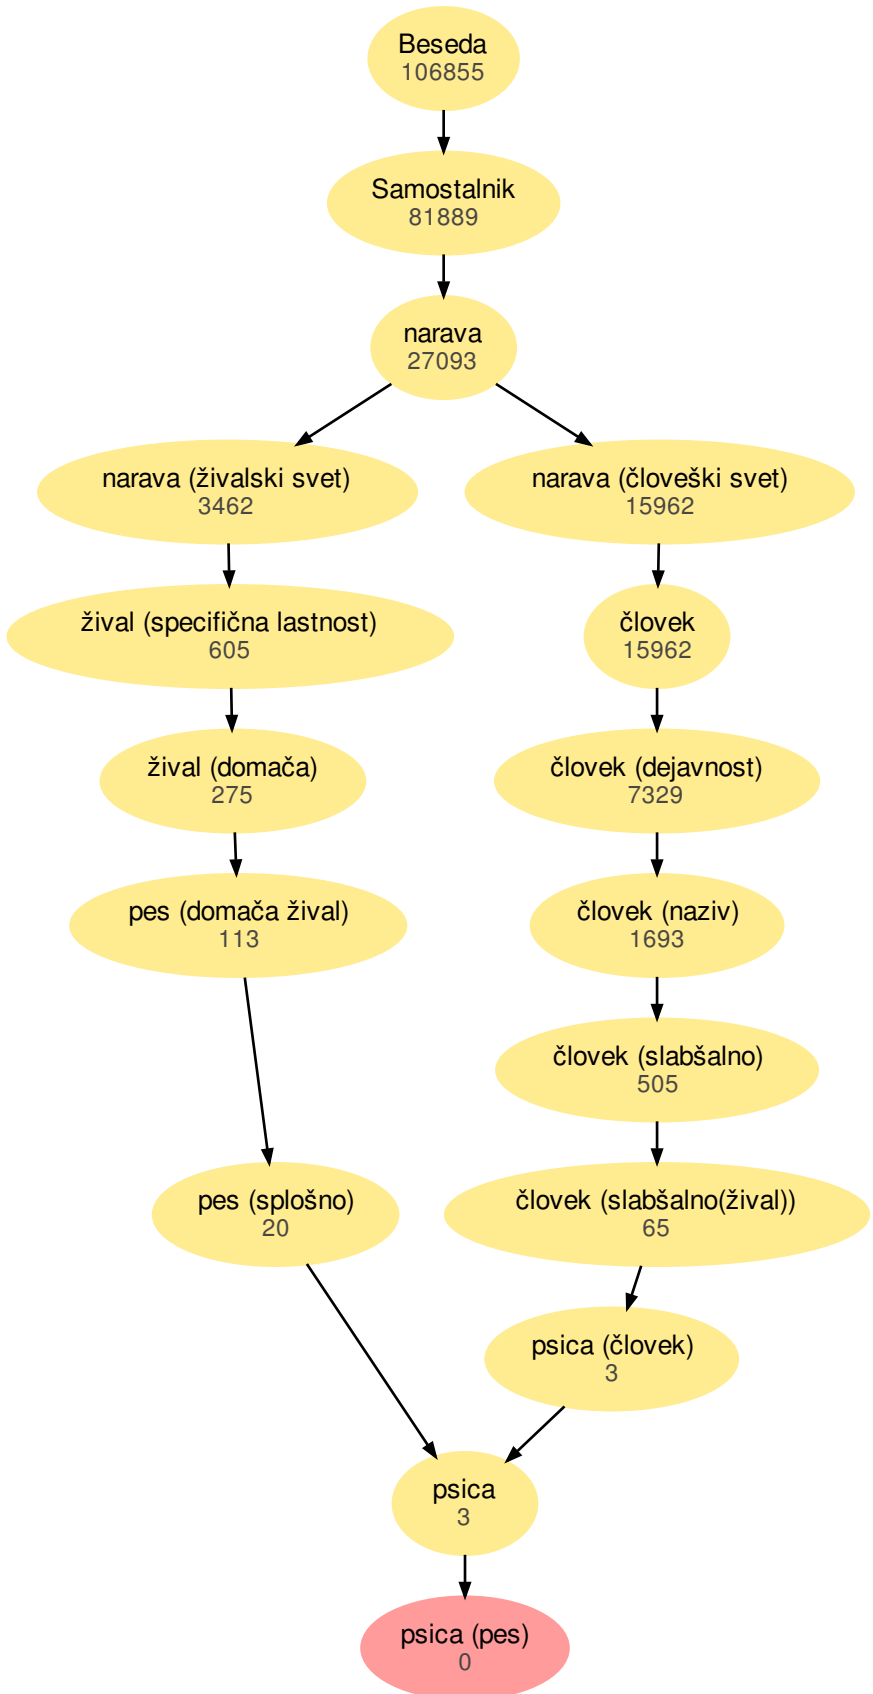 Beseda
106855
Samostalnik
81889
narava
27093
narava (živalski svet)
3462
narava (človeški svet)
15962
žival (specifična lastnost)
605
človek
15962
žival (domača)
275
človek (dejavnost)
7329
pes (domača žival)
113
človek (naziv)
1693
človek (slabšalno)
505
pes (splošno)
20
človek (slabšalno(žival))
65
psica (človek)
3
psica
3
psica (pes)
0